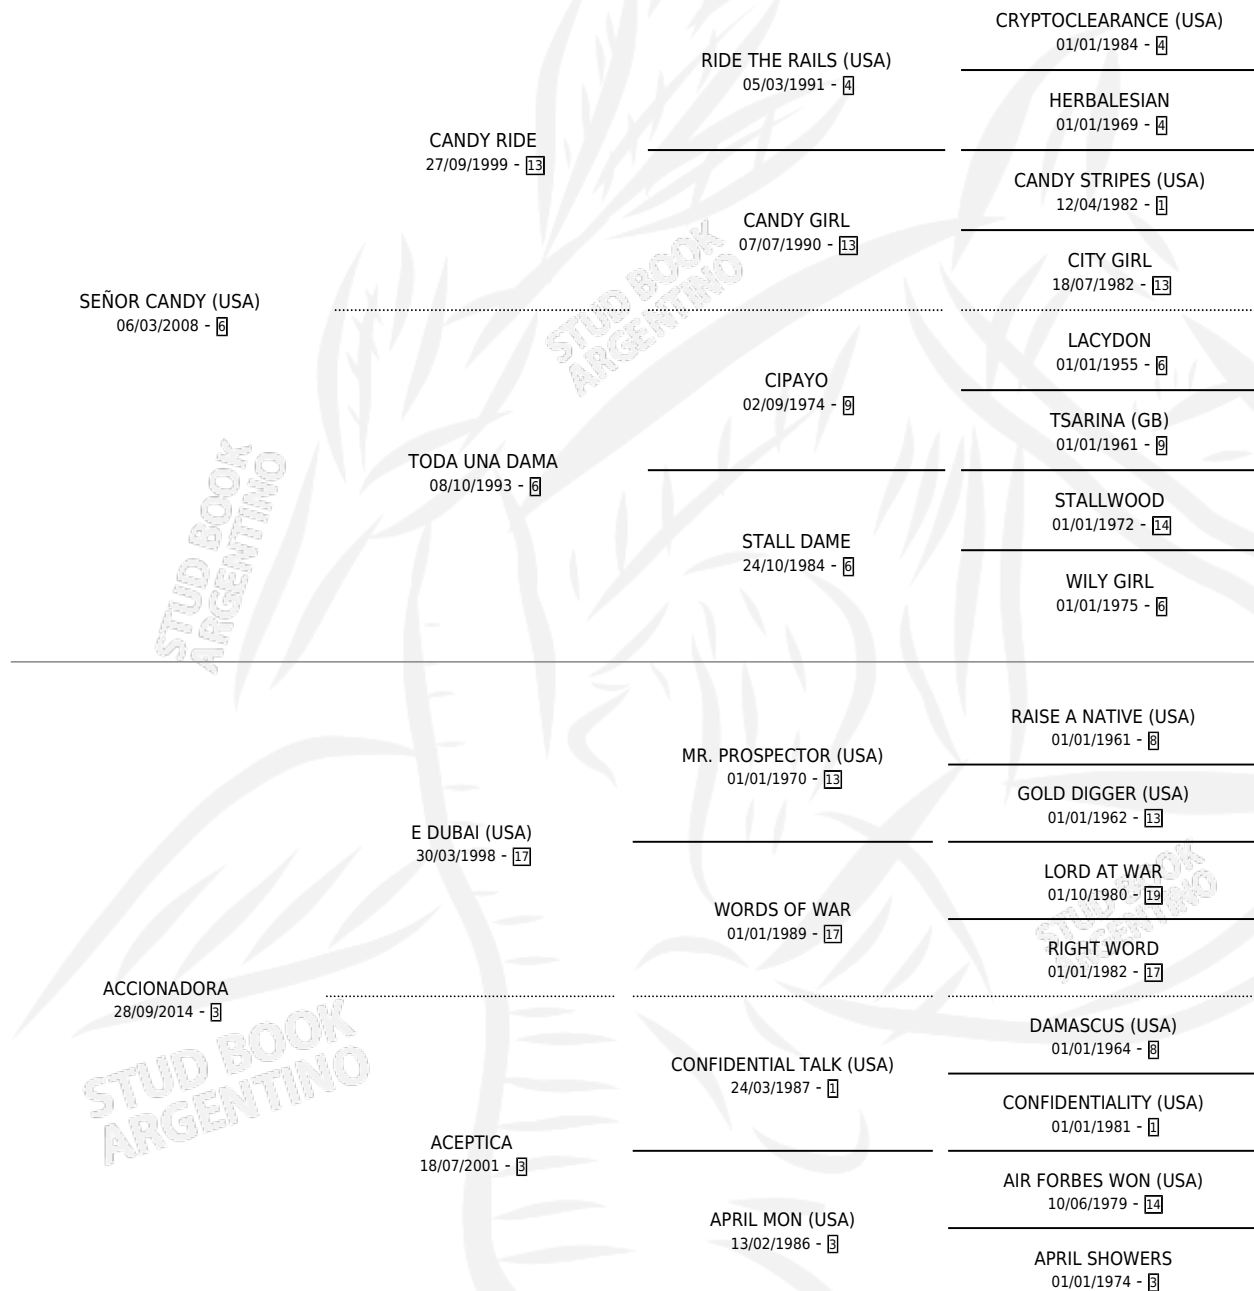 CRYPTOCLEARANCE (USA)
01/01/1984 - 4
RIDE THE RAILS (USA)
05/03/1991 - 4
HERBALESIAN
01/01/1969 - 4
CANDY RIDE
27/09/1999 - 13
CANDY STRIPES (USA)
12/04/1982 - 1
CANDY GIRL
07/07/1990 - 13
CITY GIRL
18/07/1982 - 13
SEÑOR CANDY (USA)
06/03/2008 - 6
LACYDON
01/01/1955 - 6
CIPAYO
02/09/1974 - 9
TSARINA (GB)
01/01/1961 - 9
TODA UNA DAMA
08/10/1993 - 6
STALLWOOD
01/01/1972 - 14
STALL DAME
24/10/1984 - 6
WILY GIRL
01/01/1975 - 6
RAISE A NATIVE (USA)
01/01/1961 - 8
MR. PROSPECTOR (USA)
01/01/1970 - 13
GOLD DIGGER (USA)
01/01/1962 - 13
E DUBAI (USA)
30/03/1998 - 17
LORD AT WAR
01/10/1980 - 19
WORDS OF WAR
01/01/1989 - 17
RIGHT WORD
01/01/1982 - 17
ACCIONADORA
28/09/2014 - 3
DAMASCUS (USA)
01/01/1964 - 8
CONFIDENTIAL TALK (USA)
24/03/1987 - 1
CONFIDENTIALITY (USA)
01/01/1981 - 1
ACEPTICA
18/07/2001 - 3
AIR FORBES WON (USA)
10/06/1979 - 14
APRIL MON (USA)
13/02/1986 - 3
APRIL SHOWERS
01/01/1974 - 3
STUD BOOK
ARGENTINO
STUD BOOK
ARGENTINO
STUD BOOK
ARGENTINO
STUD BOOK
ARGENTINO